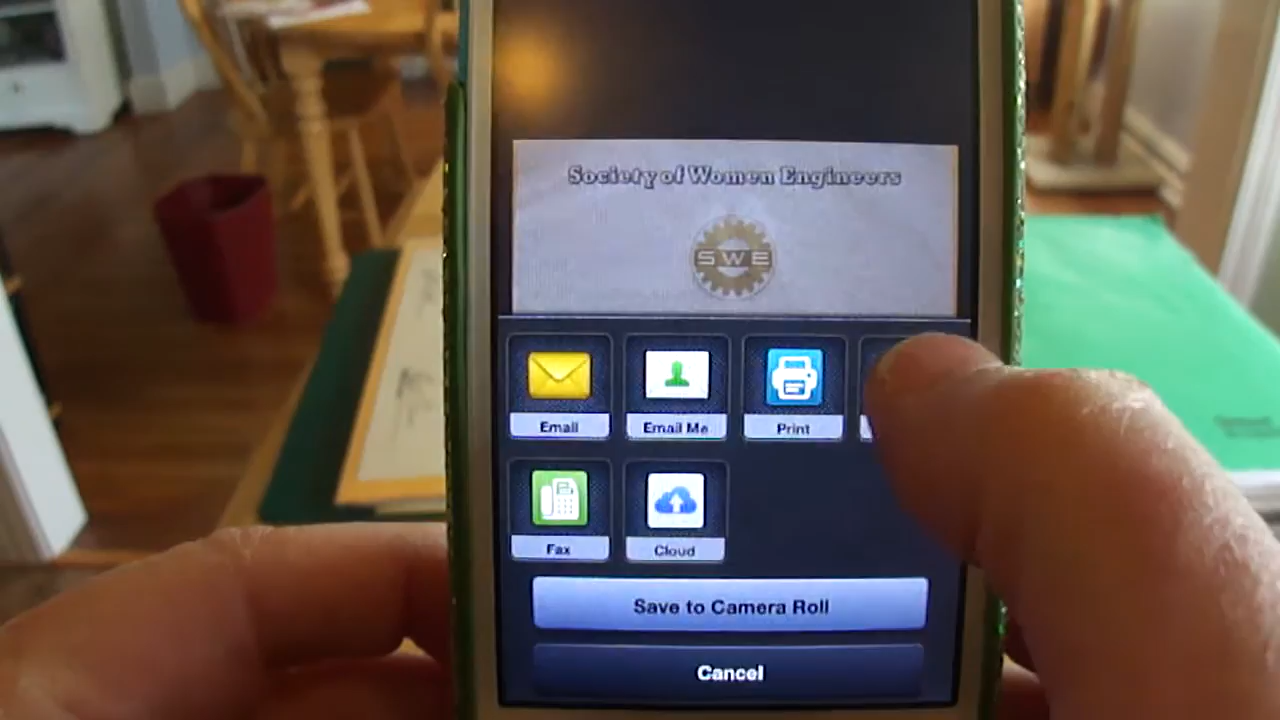 Society of Women Engineers
SWE
Email
Email Me
Print
Fax
Cloud
Save to Camera Roll
Cancel